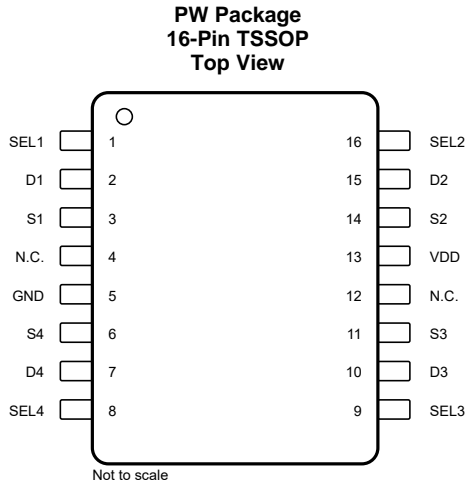 PW Package
16-Pin TSSOP
Top View
SEL1 1 16 SEL2
D1 2 15 D2
S1 3 14 S2
N.C. 4 13 VDD
GND 5 12 N.C.
S4 6 11 S3
D4 7 10 D3
SEL4 8 9 SEL3
Not to scale